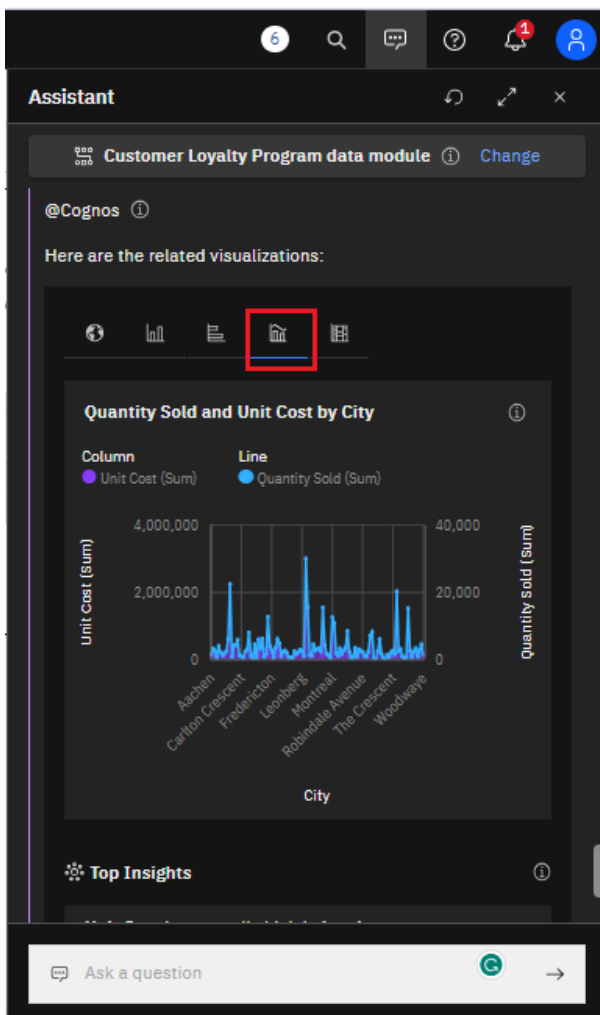 6
1
Assistant
Customer Loyalty Program data module Change
@Cognos
Here are the related visualizations:
Quantity Sold and Unit Cost by City
Column
Line
Unit Cost (Sum)
Quantity Sold (Sum)
Unit Cost (Sum)
4,000,000
2,000,000
0
40,000
20,000
0
Quantity Sold (Sum)
Aachen
Carlton Crescent
Fredericton
Leonberg
Montreal
Robindale Avenue
The Crescent
Woodwaye
City
Top Insights
Ask a question